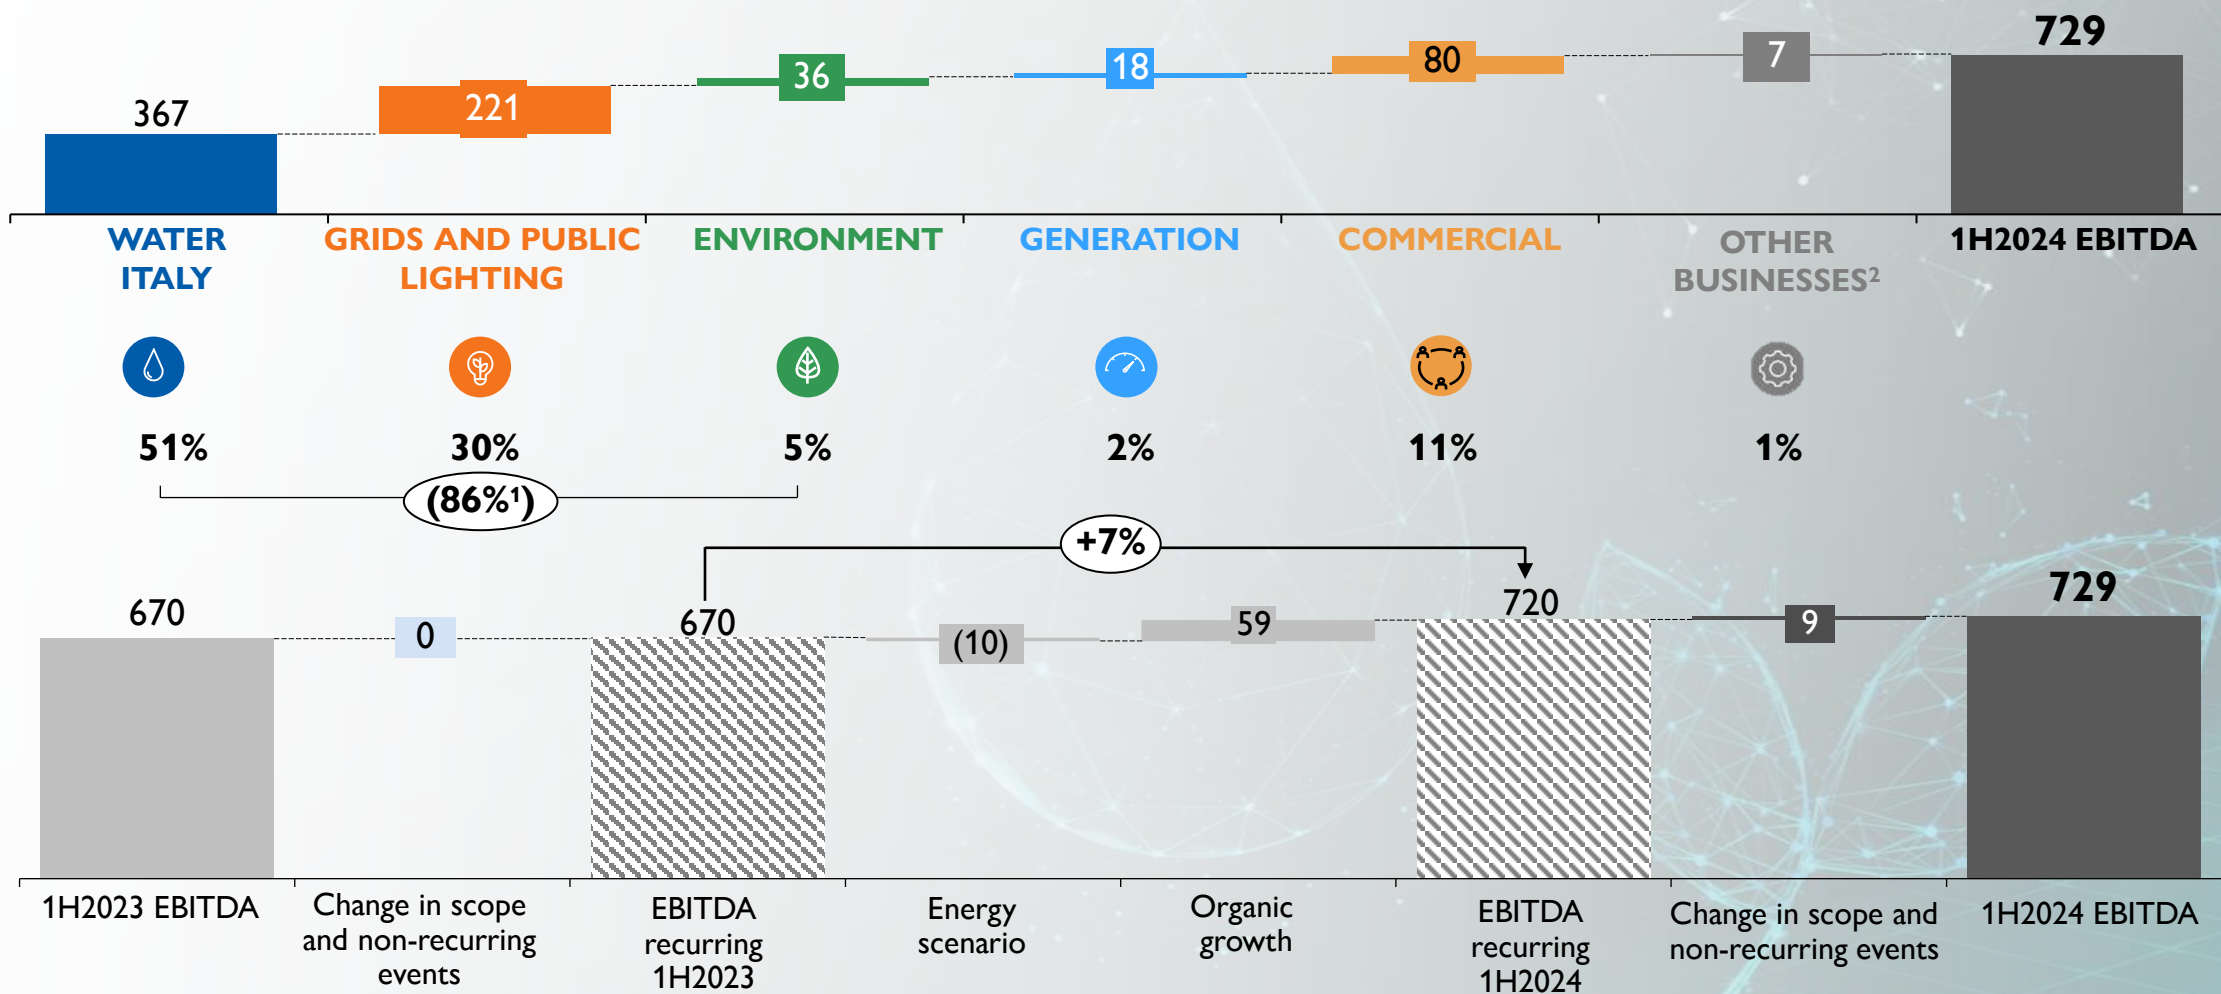 367
221
36
18
80
7
729
WATER
ITALY
GRIDS AND PUBLIC
LIGHTING
ENVIRONMENT
GENERATION
COMMERCIAL
OTHER
BUSINESSES²
1H2024 EBITDA
51%
30%
5%
2%
11%
1%
(86%¹)
+7%
670
0
670
(10)
59
720
9
729
1H2023 EBITDA
Change in scope
and non-recurring
events
EBITDA
recurring
1H2023
Energy
scenario
Organic
growth
EBITDA
recurring
1H2024
Change in scope and
non-recurring events
1H2024 EBITDA